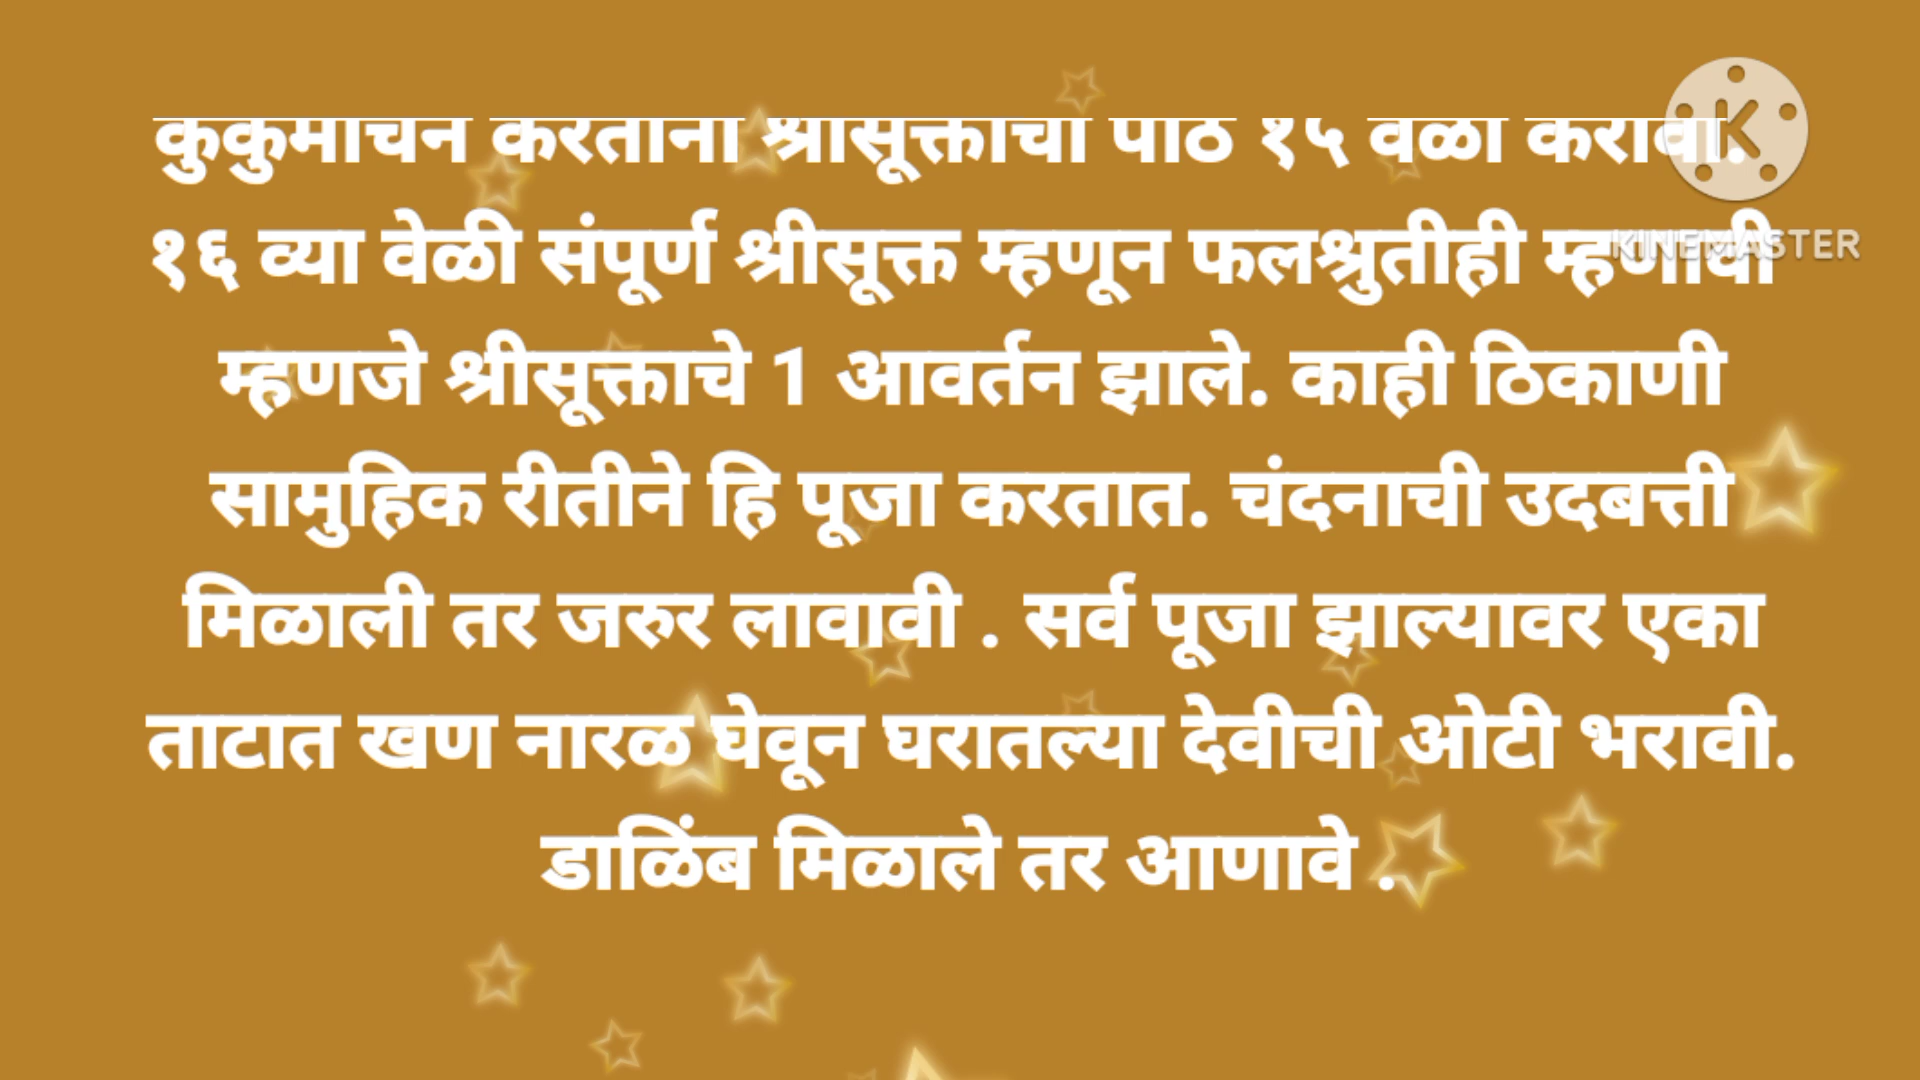 कुंकुमार्चन करताना श्रीसूक्ताचा पाठ १५ वेळा करावा.
१६ व्या वेळी संपूर्ण श्रीसूक्त म्हणून फलश्रुतीही म्हणावी
म्हणजे श्रीसूक्ताचे 1 आवर्तन झाले. काही ठिकाणी
सामुहिक रीतीने हि पूजा करतात. चंदनाची उदबत्ती
मिळाली तर जरुर लावावी . सर्व पूजा झाल्यावर एका
ताटात खण नारळ घेवून घरातल्या देवीची ओटी भरावी.
डाळिंब मिळाले तर आणावे .
K
KINEMASTER